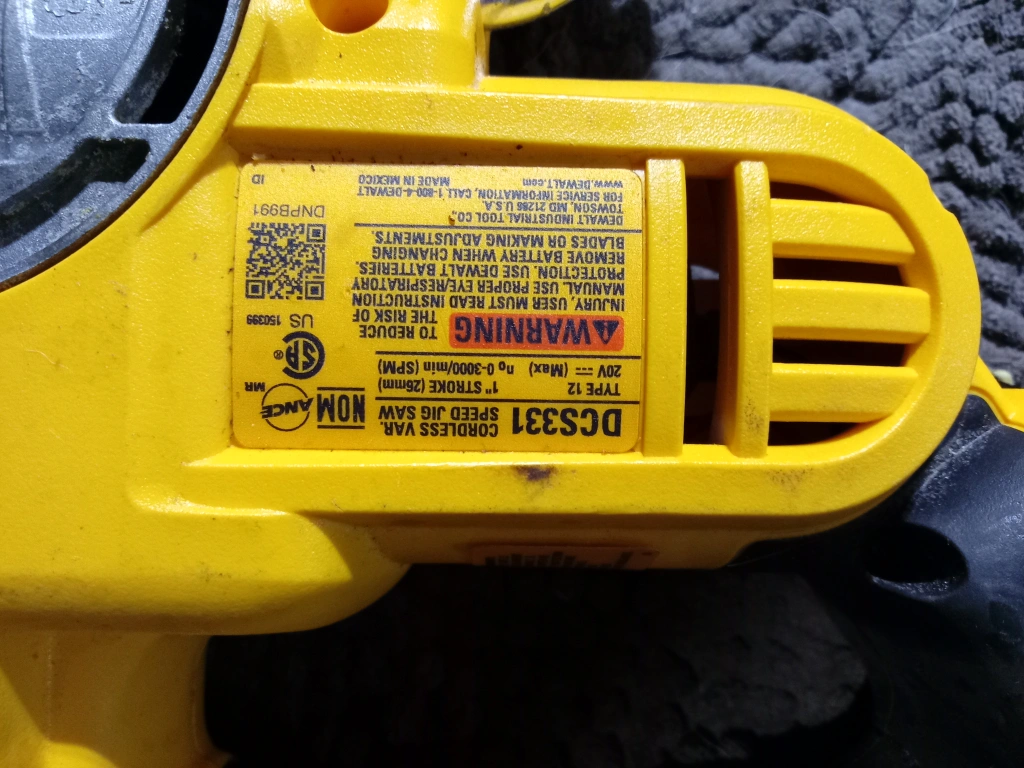 DCS331
CORDLESS VAR.
SPEED JIG SAW
TYPE 12 1" STROKE (26mm)
20V (Max) n₀ 0-3000/min (SPM)
NOM
ANCE
MR
SA ®
US 150399
WARNING
TO REDUCE
THE RISK OF
INJURY, USER MUST READ INSTRUCTION
MANUAL. USE PROPER EYE/RESPIRATORY
PROTECTION. USE DEWALT BATTERIES.
REMOVE BATTERY WHEN CHANGING
BLADES OR MAKING ADJUSTMENTS.
DNPB991
DEWALT INDUSTRIAL TOOL CO.,
TOWSON, MD 21286 U.S.A.
FOR SERVICE INFORMATION, CALL 1-800-4-DEWALT
www.DEWALT.com MADE IN MEXICO
ID